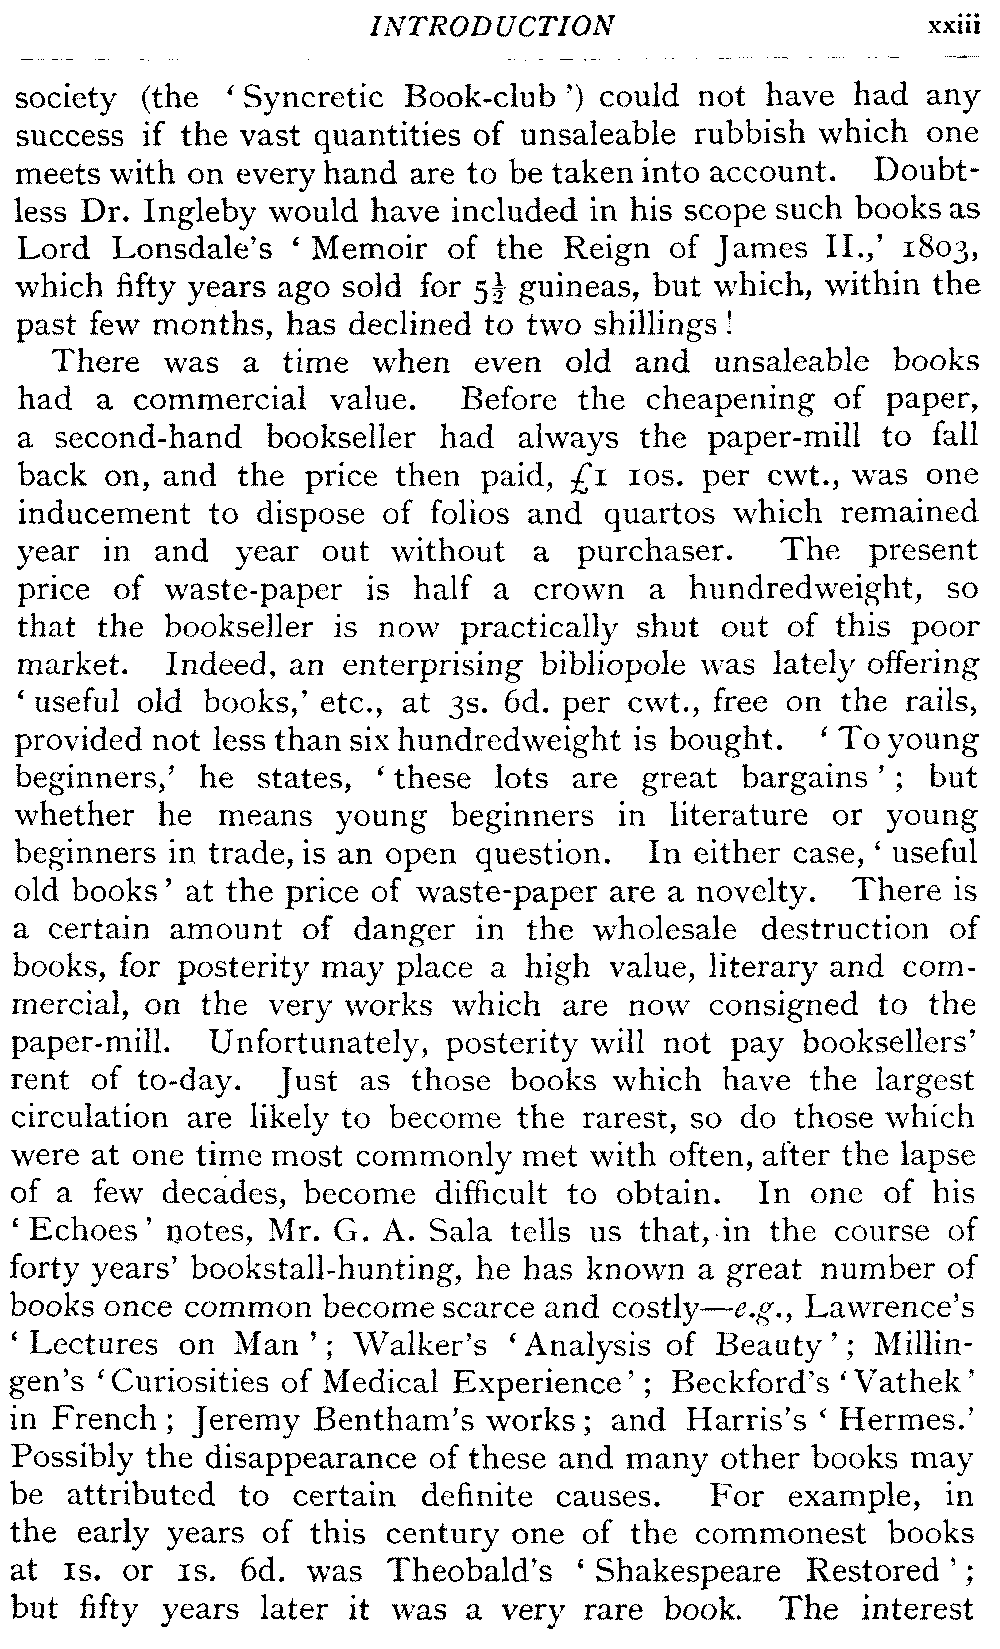 INTRODUCTION xxiii
society (the ‘Syncretic Book-club’) could not have had any
success if the vast quantities of unsaleable rubbish which one
meets with on every hand are to be taken into account. Doubt-
less Dr. Ingleby would have included in his scope such books as
Lord Lonsdale’s ‘Memoir of the Reign of James II.,’ 1803,
which fifty years ago sold for 5½ guineas, but which, within the
past few months, has declined to two shillings!
There was a time when even old and unsaleable books
had a commercial value. Before the cheapening of paper,
a second-hand bookseller had always the paper-mill to fall
back on, and the price then paid, £1 10s. per cwt., was one
inducement to dispose of folios and quartos which remained
year in and year out without a purchaser. The present
price of waste-paper is half a crown a hundredweight, so
that the bookseller is now practically shut out of this poor
market. Indeed, an enterprising bibliopole was lately offering
‘useful old books,’ etc., at 3s. 6d. per cwt., free on the rails,
provided not less than six hundredweight is bought. ‘To young
beginners,’ he states, ‘these lots are great bargains’; but
whether he means young beginners in literature or young
beginners in trade, is an open question. In either case, ‘useful
old books’ at the price of waste-paper are a novelty. There is
a certain amount of danger in the wholesale destruction of
books, for posterity may place a high value, literary and com-
mercial, on the very works which are now consigned to the
paper-mill. Unfortunately, posterity will not pay booksellers’
rent of to-day. Just as those books which have the largest
circulation are likely to become the rarest, so do those which
were at one time most commonly met with often, after the lapse
of a few decades, become difficult to obtain. In one of his
‘Echoes’ notes, Mr. G. A. Sala tells us that, in the course of
forty years’ bookstall-hunting, he has known a great number of
books once common become scarce and costly—e.g., Lawrence’s
‘Lectures on Man’; Walker’s ‘Analysis of Beauty’; Millin-
gen’s ‘Curiosities of Medical Experience’; Beckford’s ‘Vathek’
in French; Jeremy Bentham’s works; and Harris’s ‘Hermes.’
Possibly the disappearance of these and many other books may
be attributed to certain definite causes. For example, in
the early years of this century one of the commonest books
at 1s. or 1s. 6d. was Theobald’s ‘Shakespeare Restored’;
but fifty years later it was a very rare book. The interest